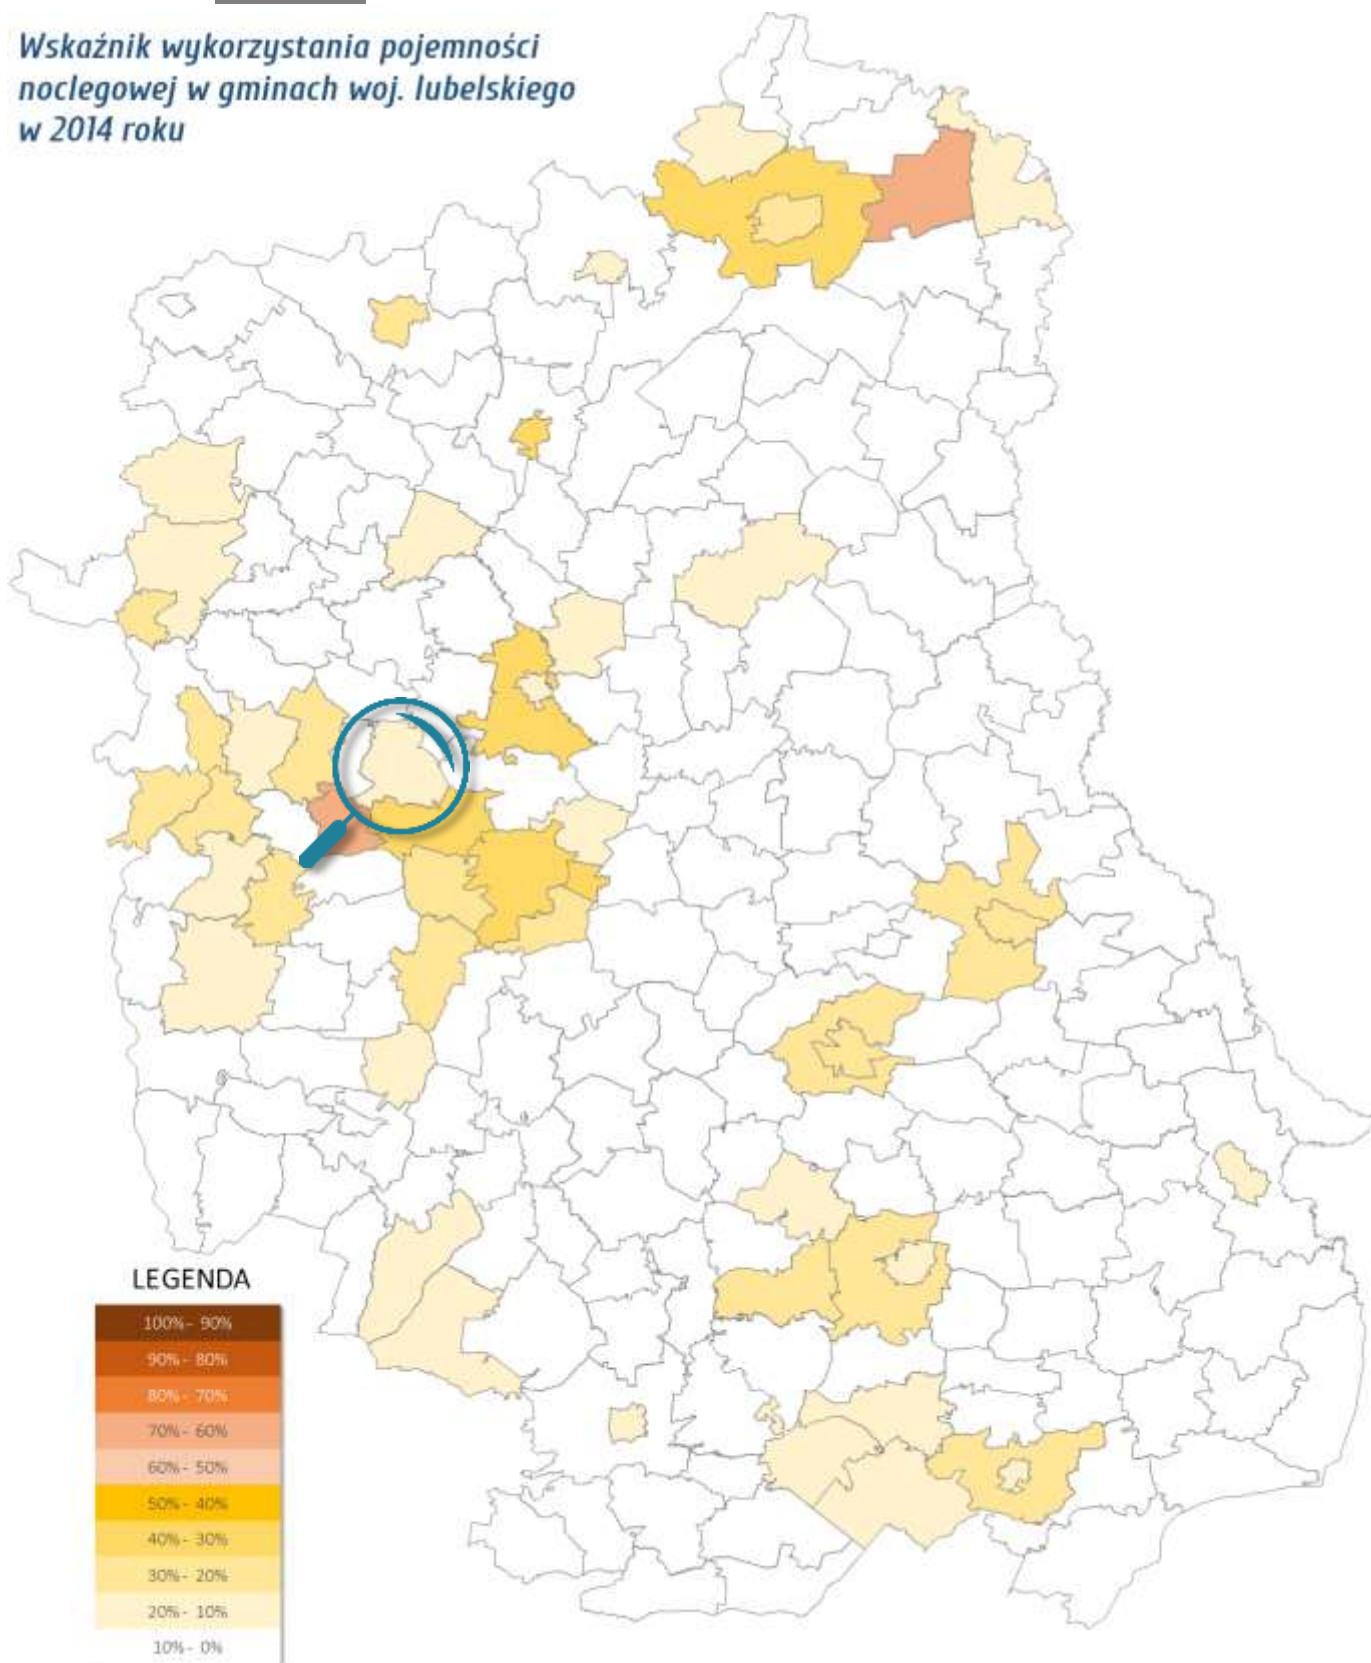 Wskaźnik wykorzystania pojemności
noclegowej w gminach woj. lubelskiego
w 2014 roku
LEGENDA
100% - 90%
90% - 80%
80% - 70%
70% - 60%
60% - 50%
50% - 40%
40% - 30%
30% - 20%
20% - 10%
10% - 0%